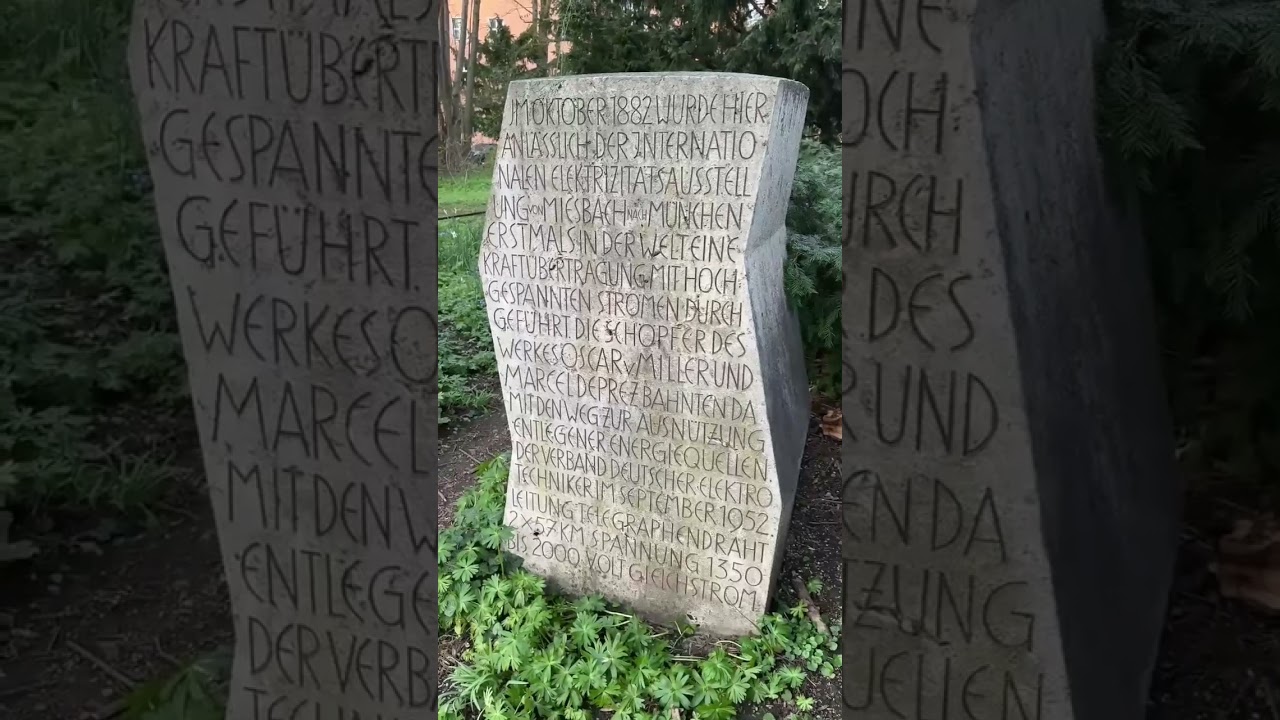 IM OKTOBER 1882 WURDE HIER
ANLÄSSLICH DER INTERNATIO
NALEN ELEKTRIZITÄTSAUSSTELL
UNG VON MIESBACH NACH MÜNCHEN
ERSTMALS IN DER WELT EINE
KRAFTÜBERTRAGUNG MIT HOCH
GESPANNTEN STRÖMEN DURCH
GEFÜHRT DIE SCHÖPFER DES
WERKES OSCAR V MILLER UND
MARCEL DEPREZ BAHNTEN DA
MIT DEN WEG ZUR AUSNÜTZUNG
ENTLEGENER ENERGIEQUELLEN.
DER VERBAND DEUTSCHER ELEKTRO
TECHNIKER IM SEPTEMBER 1952.
LEITUNG TELEGRAPHENDRAHT
2 × 57 KM SPANNUNG 1350
BIS 2000 VOLT GLEICHSTROM.